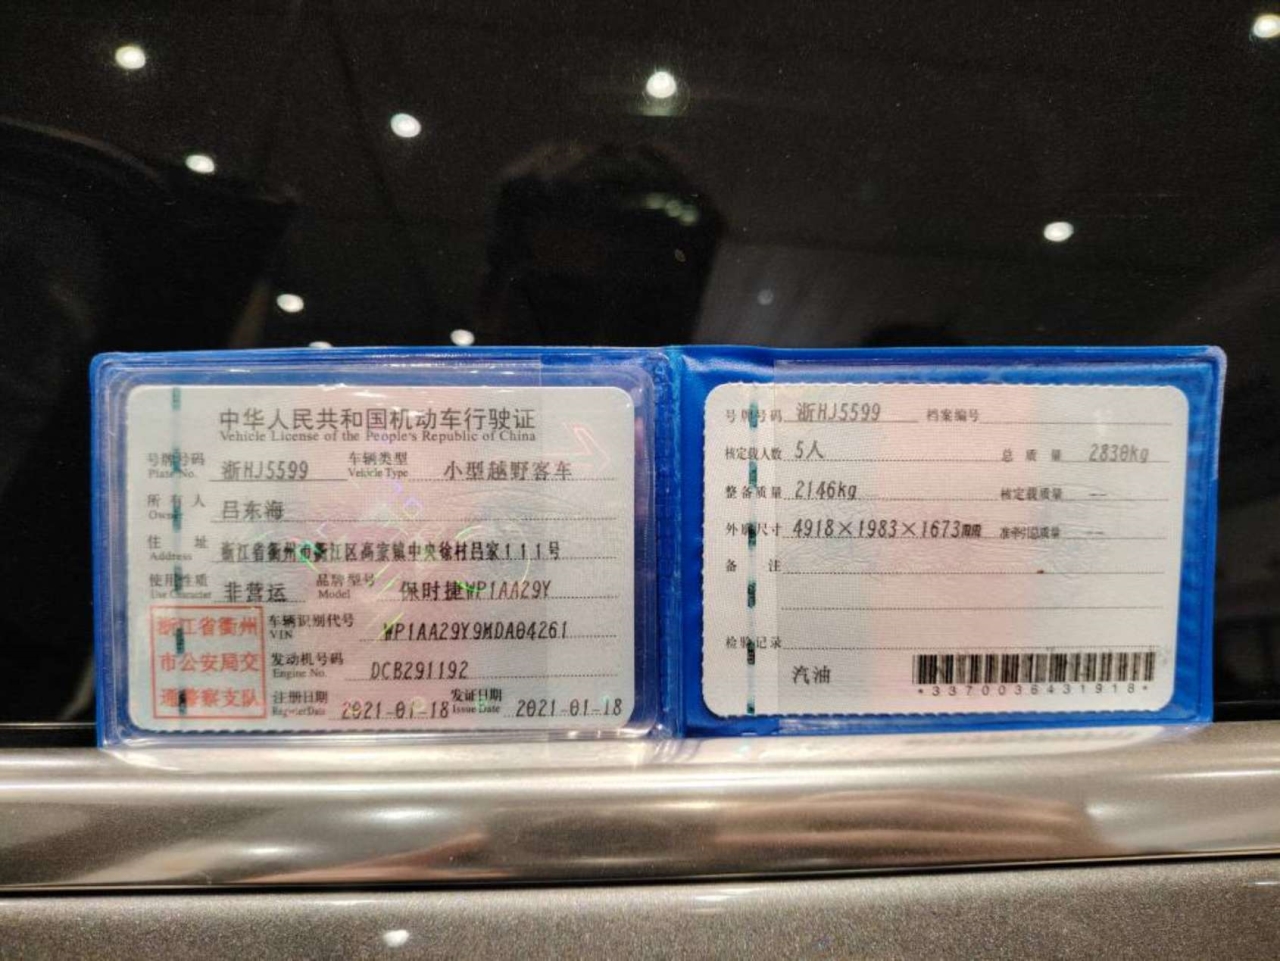 中华人民共和国机动车行驶证
Vehicle License of the People's Republic of China
号牌号码 浙HJ5599 车辆类型 小型越野客车
Plate No. Vehicle Type
所有人 吕东海
Owner
住址 浙江省衢州市衢江区高家镇中央徐村吕家111号
Address
使用性质 非营运 品牌型号 保时捷WP1AA29Y
Use Character Model
浙江省衢州
市公安局交
通警察支队
车辆识别代号 WP1AA29Y9MDA04261
VIN
发动机号码 DCB291192
Engine No.
注册日期 2021-01-18 发证日期 2021-01-18
Register Date Issue Date
号牌号码 浙HJ5599 档案编号
核定载人数 5人 总质量 2830kg
整备质量 2146kg 核定载质量 --
外廓尺寸 4918×1983×1673mm 准牵引总质量 --
备注
检验记录
汽油
*3370036431918*